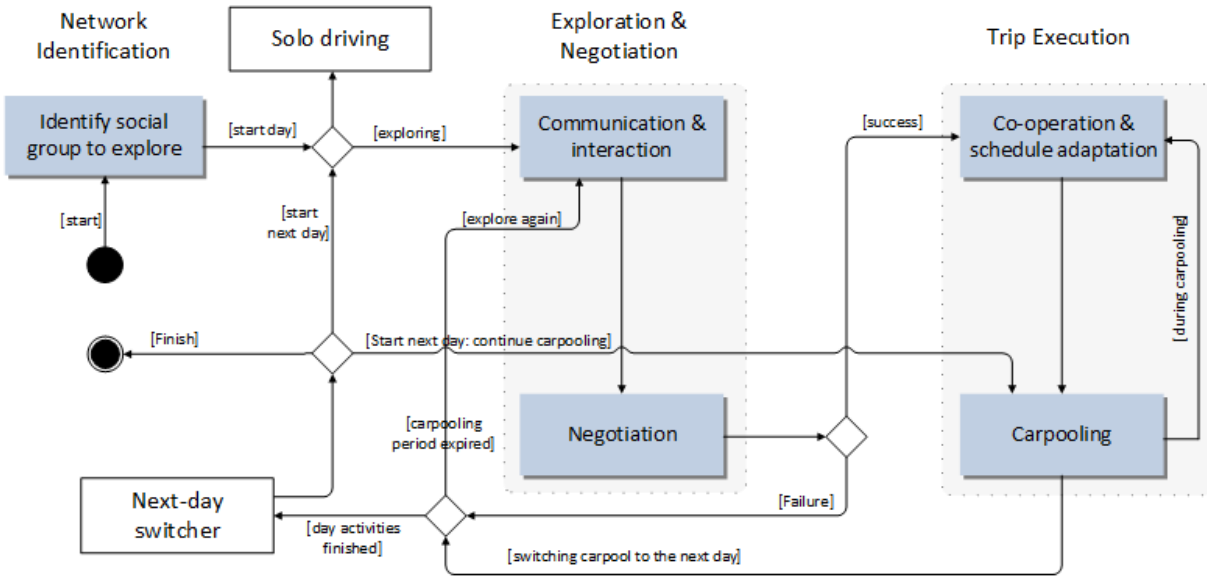 Network
Identification
Solo driving
Exploration &
Negotiation
Trip Execution
Identify social
group to explore
[start day]
[exploring]
Communication &
interaction
[success]
Co-operation &
schedule adaptation
[start]
[start
next day]
[explore again]
[during carpooling]
[Finish]
[Start next day: continue carpooling]
[carpooling
period expired]
Negotiation
Carpooling
Next-day
switcher
[day activities
finished]
[Failure]
[switching carpool to the next day]